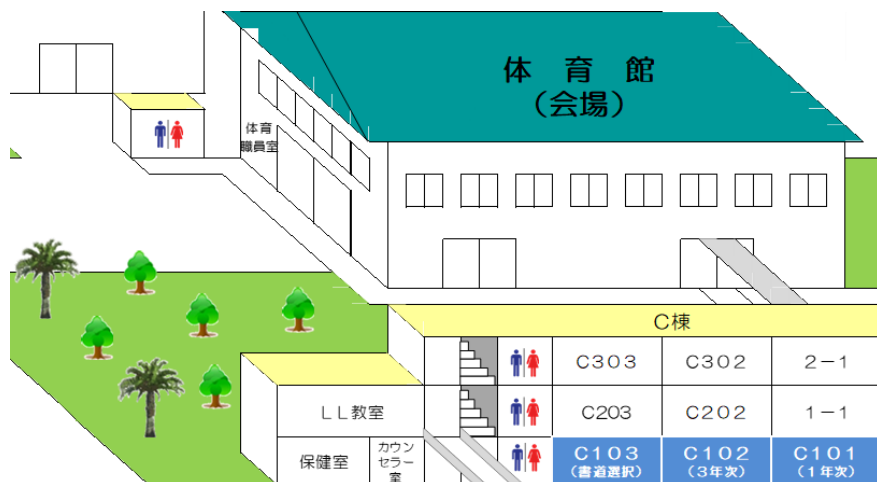 体 育 館
(会場)
体育
職員室
C棟
C303
C302
2-1
LL教室
C203
C202
1-1
保健室
カウン
セラー
室
C103
(書道選択)
C102
(3年次)
C101
(1年次)